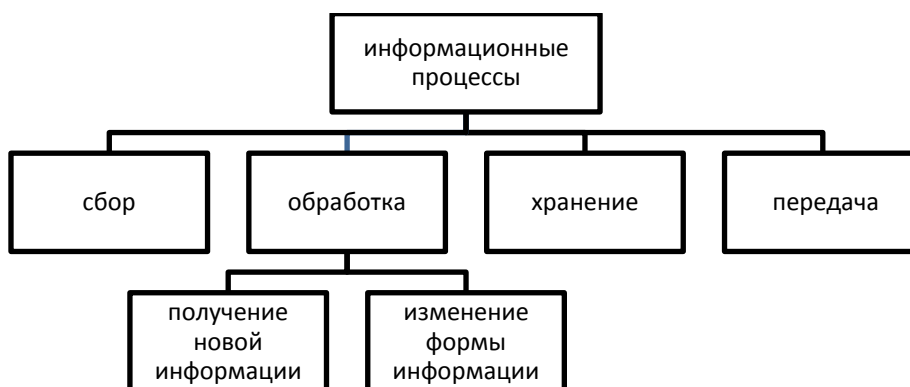 информационные
процессы
сбор
обработка
хранение
передача
получение
новой
информации
изменение
формы
информации